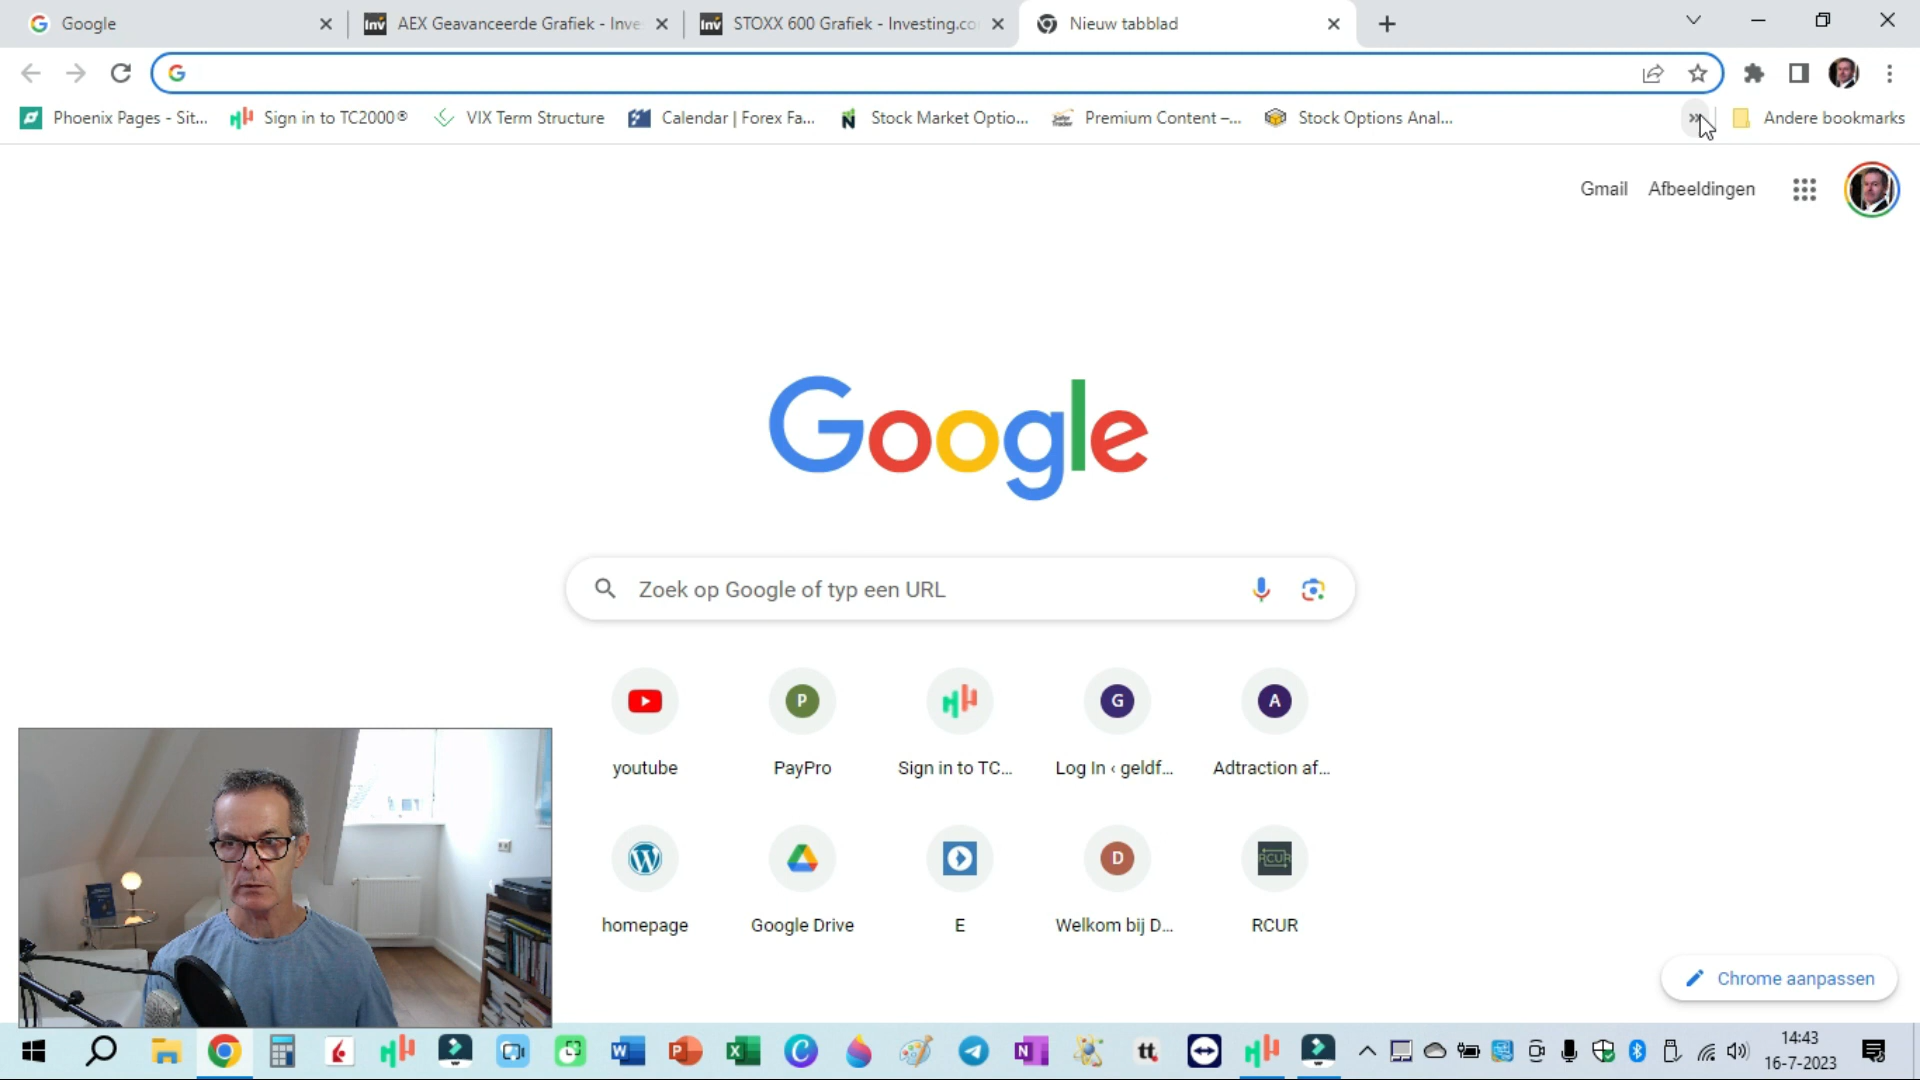 Google
AEX Geavanceerde Grafiek - Inve
STOXX 600 Grafiek - Investing.co
Nieuw tabblad
Phoenix Pages - Sit...
Sign in to TC2000®
VIX Term Structure
Calendar | Forex Fa...
Stock Market Optio...
Premium Content –...
Stock Options Anal...
Andere bookmarks
Gmail
Afbeeldingen
Google
Zoek op Google of typ een URL
youtube
P
PayPro
Sign in to TC...
G
Log In ‹ geldf...
A
Adtraction af...
homepage
Google Drive
E
D
Welkom bij D...
RCUR
RCUR
Chrome aanpassen
14:43
16-7-2023